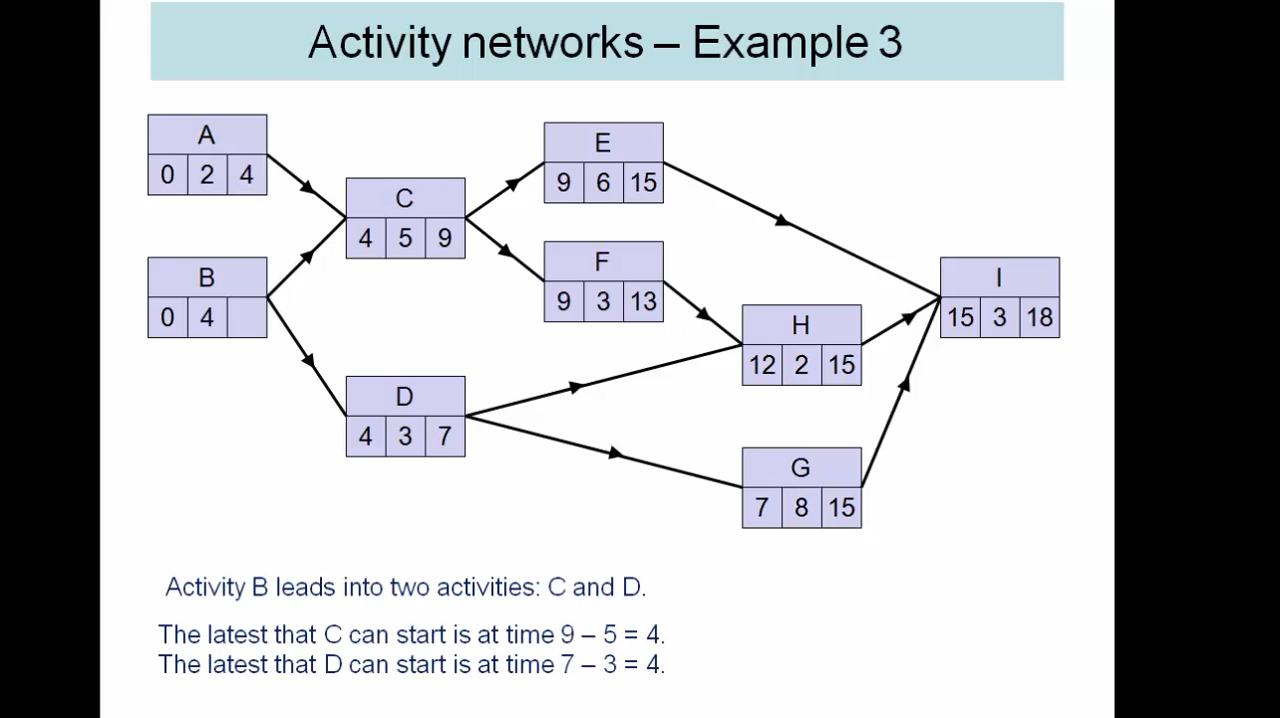 Activity networks – Example 3
A
0 2 4
B
0 4
C
4 5 9
D
4 3 7
E
9 6 15
F
9 3 13
H
12 2 15
G
7 8 15
I
15 3 18
Activity B leads into two activities: C and D.
The latest that C can start is at time 9 – 5 = 4.
The latest that D can start is at time 7 – 3 = 4.